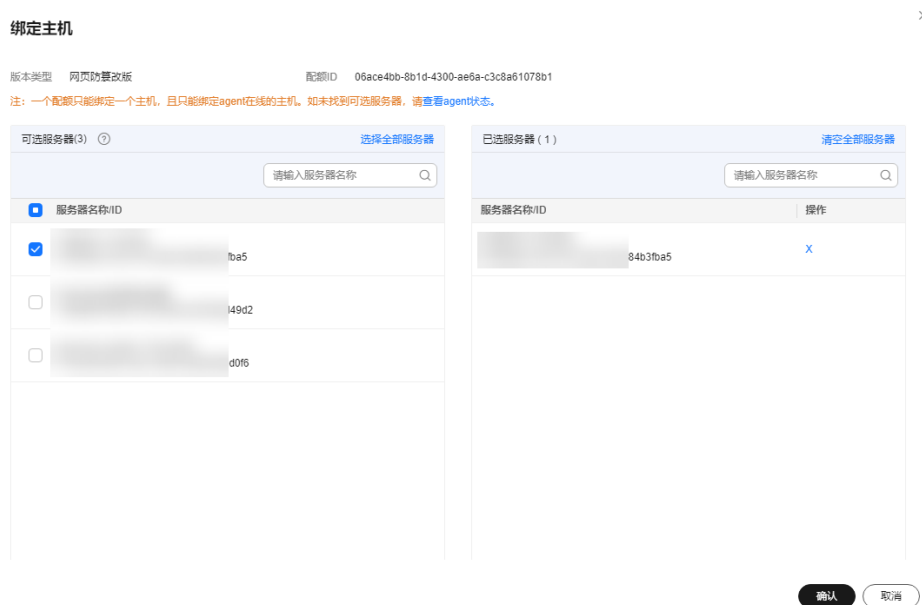 绑定主机
版本类型 网页防篡改版 配额ID 06ace4bb-8b1d-4300-ae6a-c3c8a61078b1
注：一个配额只能绑定一个主机，且只能绑定agent在线的主机。如未找到可选服务器，请查看agent状态。
可选服务器(3) ? 选择全部服务器
请输入服务器名称
服务器名称/ID
fba5
49d2
d0f6
已选服务器（1） 清空全部服务器
请输入服务器名称
服务器名称/ID 操作
84b3fba5 X
确认 取消